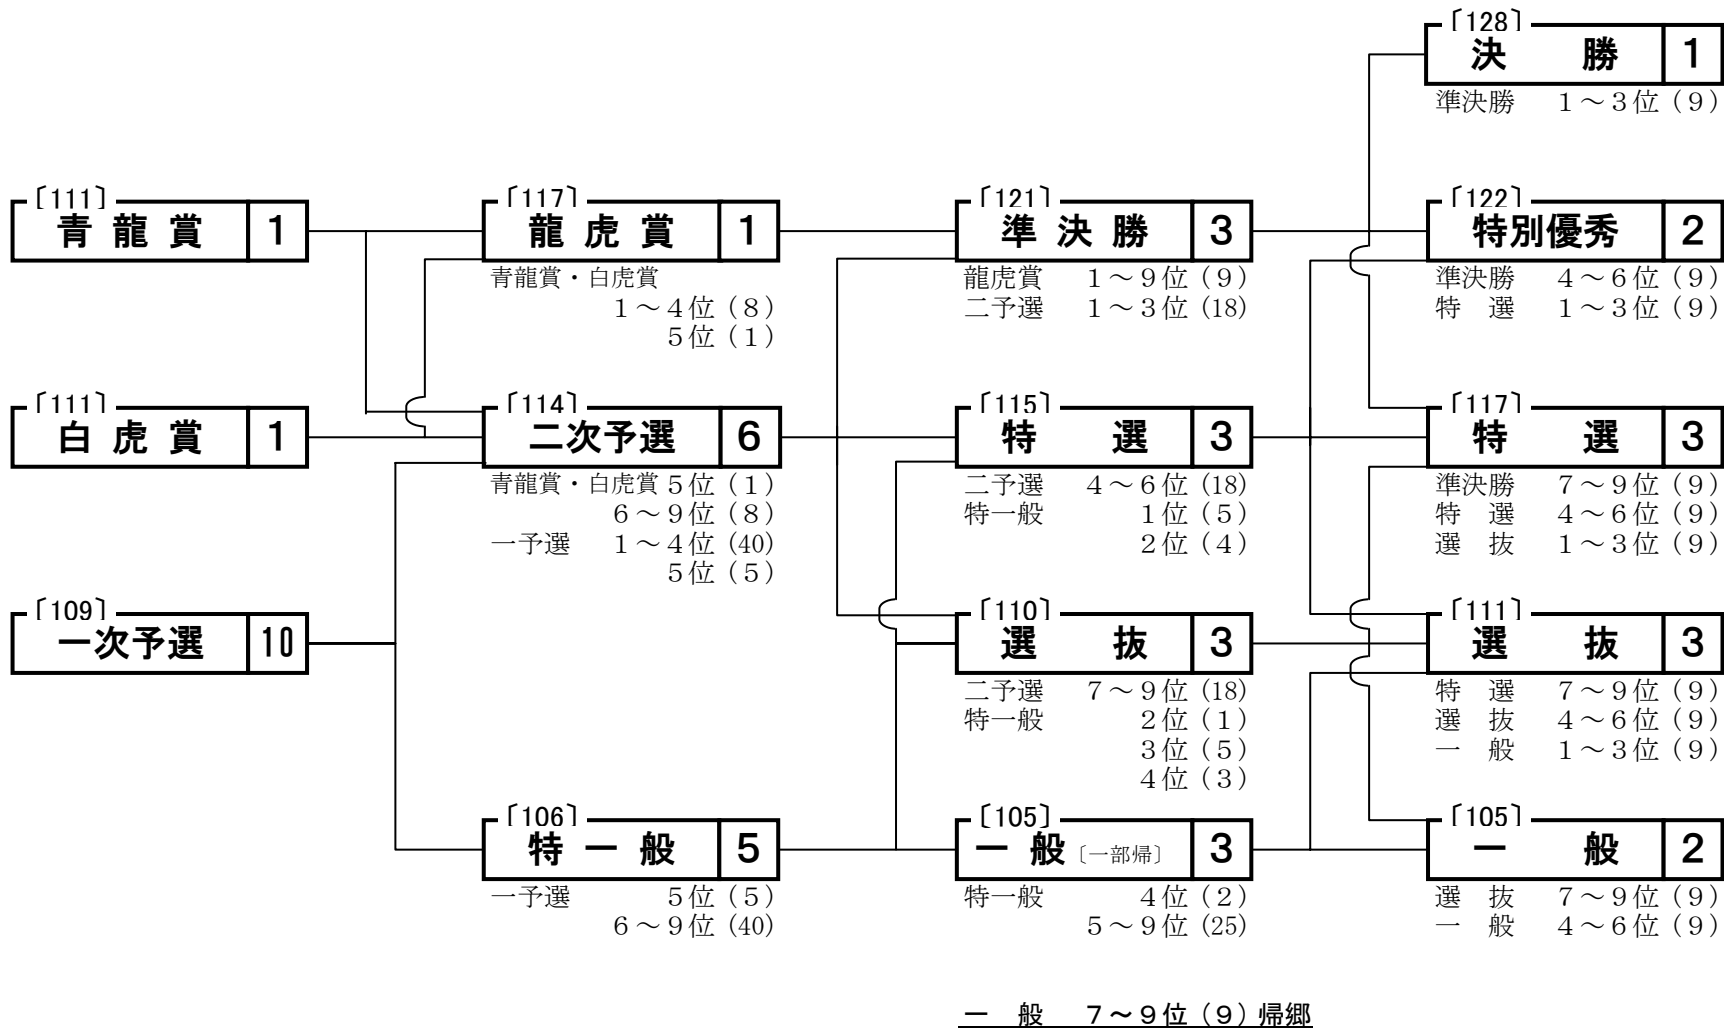 〔111〕
青龍賞 1
〔111〕
白虎賞 1
〔109〕
一次予選 10
〔117〕
龍虎賞 1
青龍賞・白虎賞
1～4位(8)
5位(1)
〔114〕
二次予選 6
青龍賞・白虎賞 5位(1)
6～9位(8)
一予選 1～4位(40)
5位(5)
〔106〕
特一般 5
一予選 5位(5)
6～9位(40)
〔121〕
準決勝 3
龍虎賞 1～9位(9)
二予選 1～3位(18)
〔115〕
特選 3
二予選 4～6位(18)
特一般 1位(5)
2位(4)
〔110〕
選抜 3
二予選 7～9位(18)
特一般 2位(1)
3位(5)
4位(3)
〔105〕
一般〔一部帰〕 3
特一般 4位(2)
5～9位(25)
一般 7～9位(9)帰郷
〔128〕
決勝 1
準決勝 1～3位(9)
〔122〕
特別優秀 2
準決勝 4～6位(9)
特選 1～3位(9)
〔117〕
特選 3
準決勝 7～9位(9)
特選 4～6位(9)
選抜 1～3位(9)
〔111〕
選抜 3
特選 7～9位(9)
選抜 4～6位(9)
一般 1～3位(9)
〔105〕
一般 2
選抜 7～9位(9)
一般 4～6位(9)